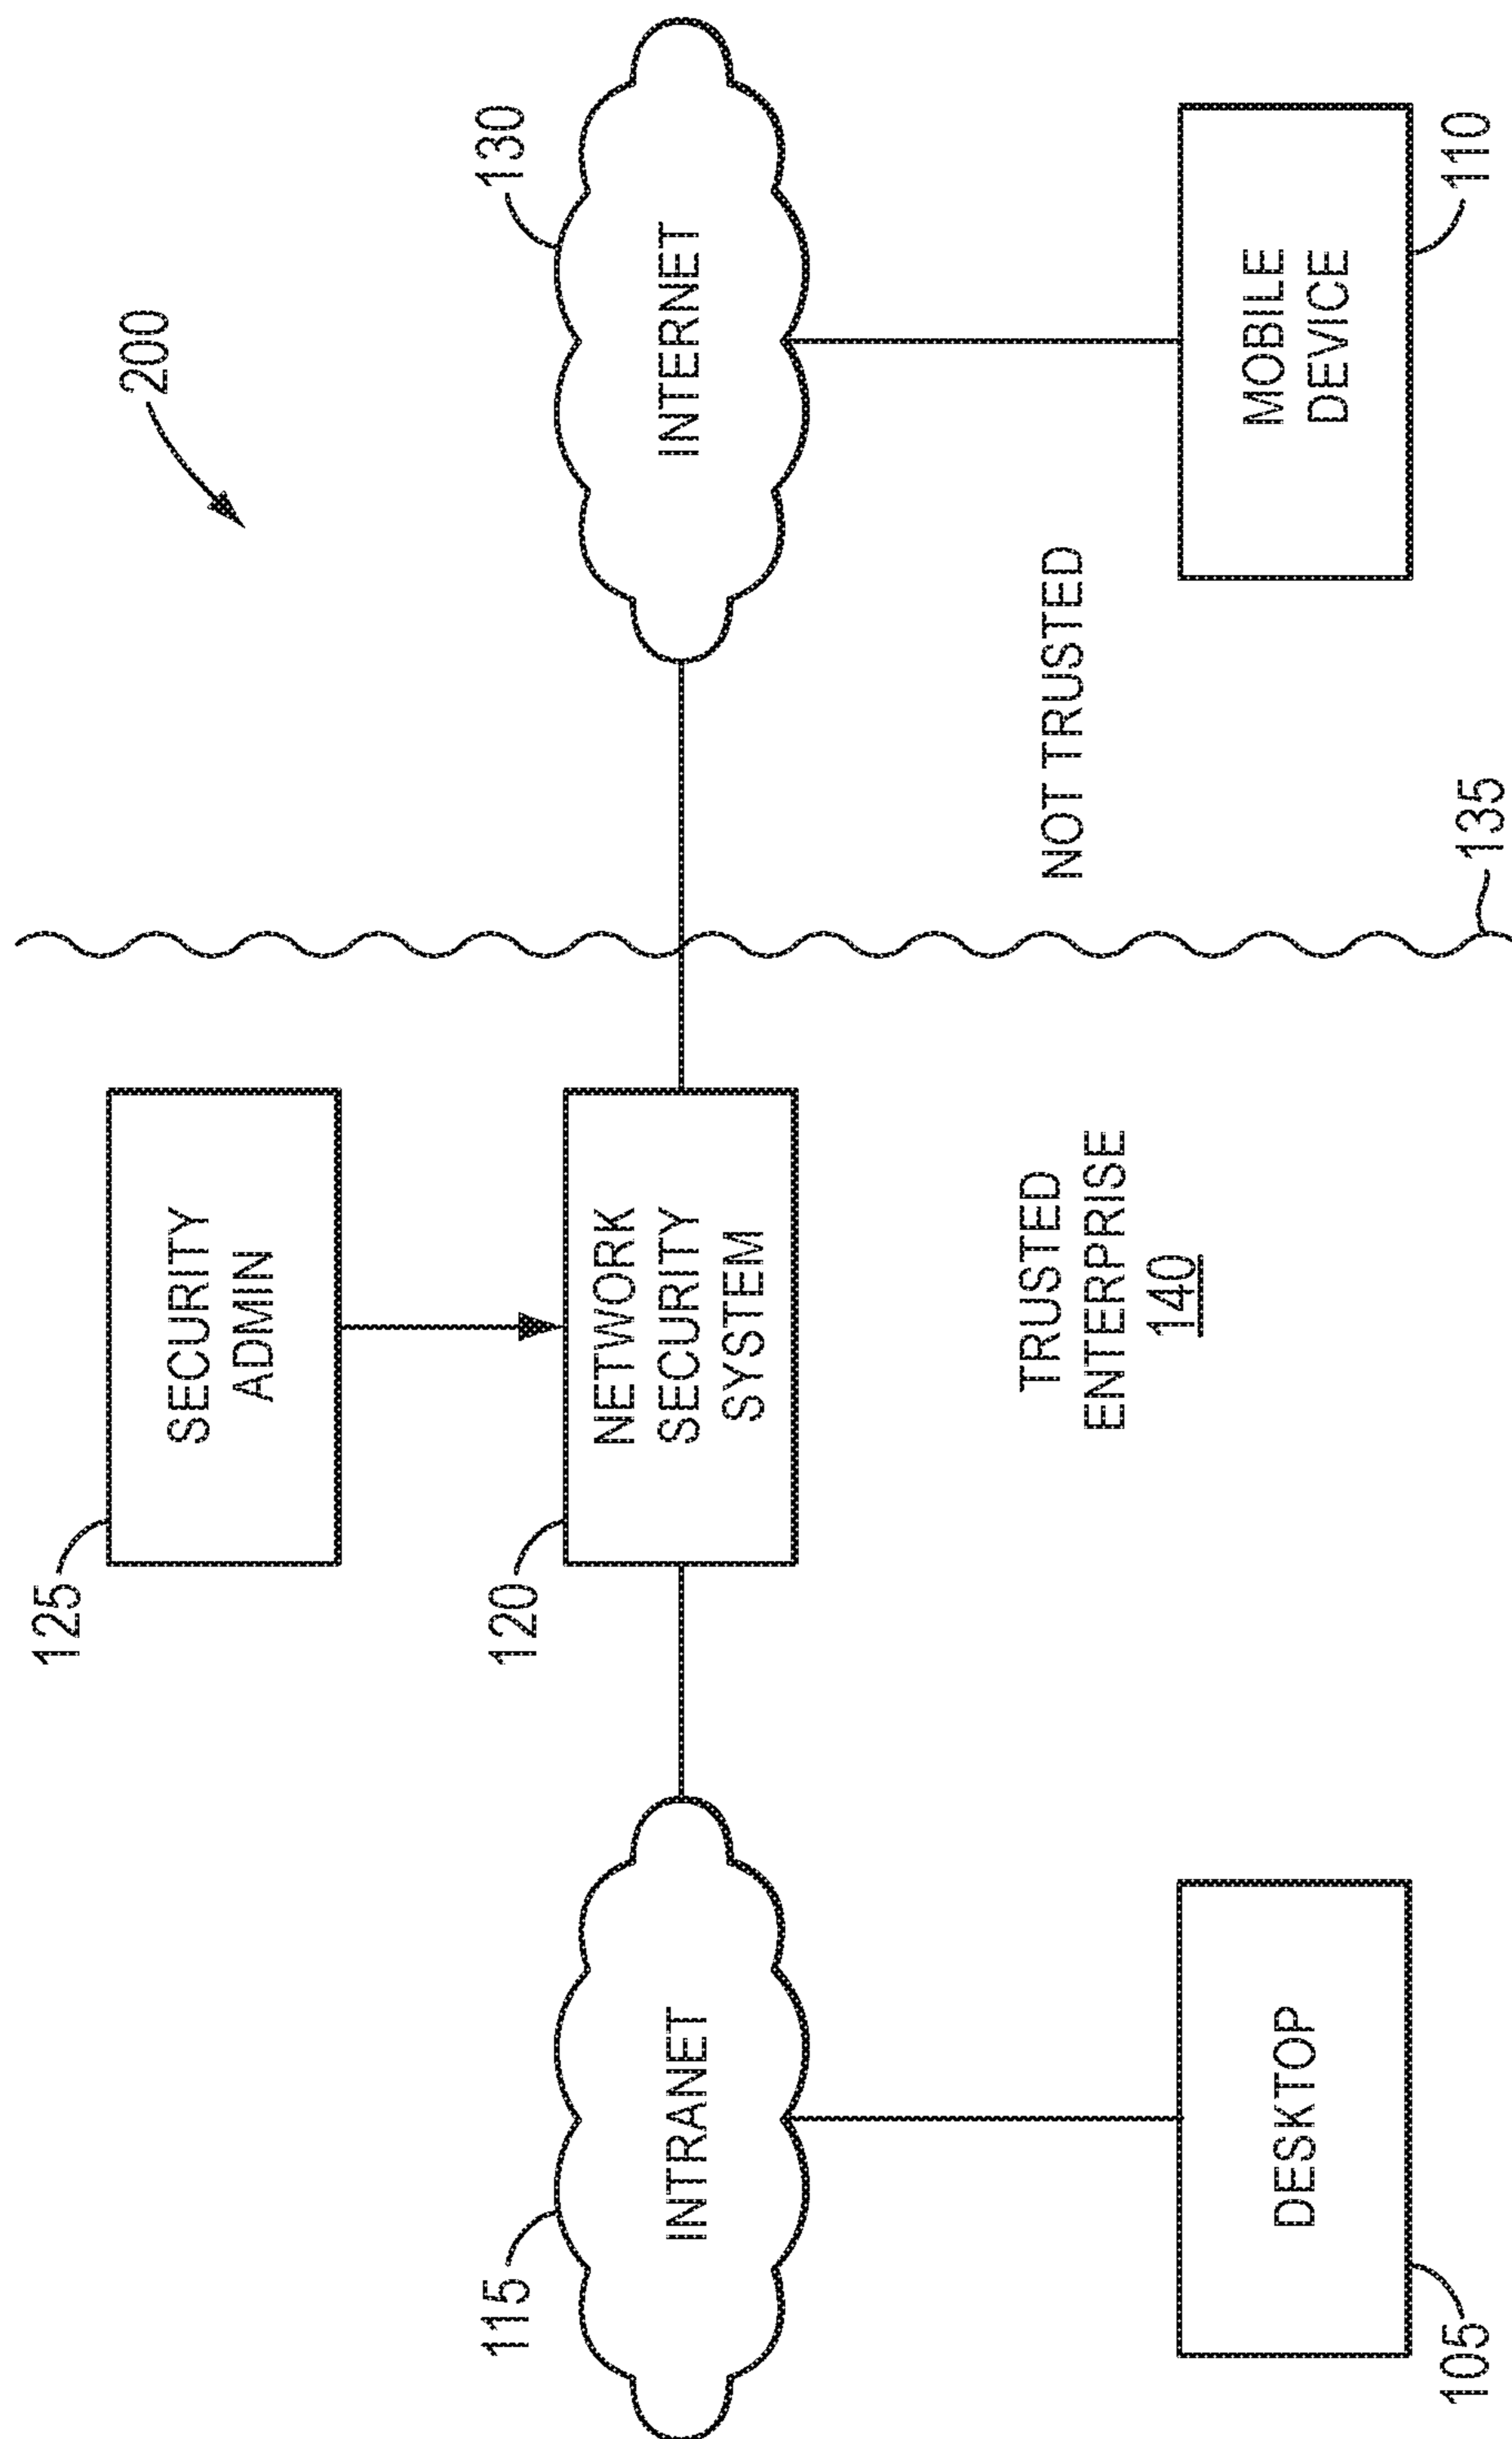 200
125
SECURITY
ADMIN
115
INTRANET
120
NETWORK
SECURITY
SYSTEM
130
INTERNET
TRUSTED
ENTERPRISE
140
NOT TRUSTED
DESKTOP
105
135
MOBILE
DEVICE
110